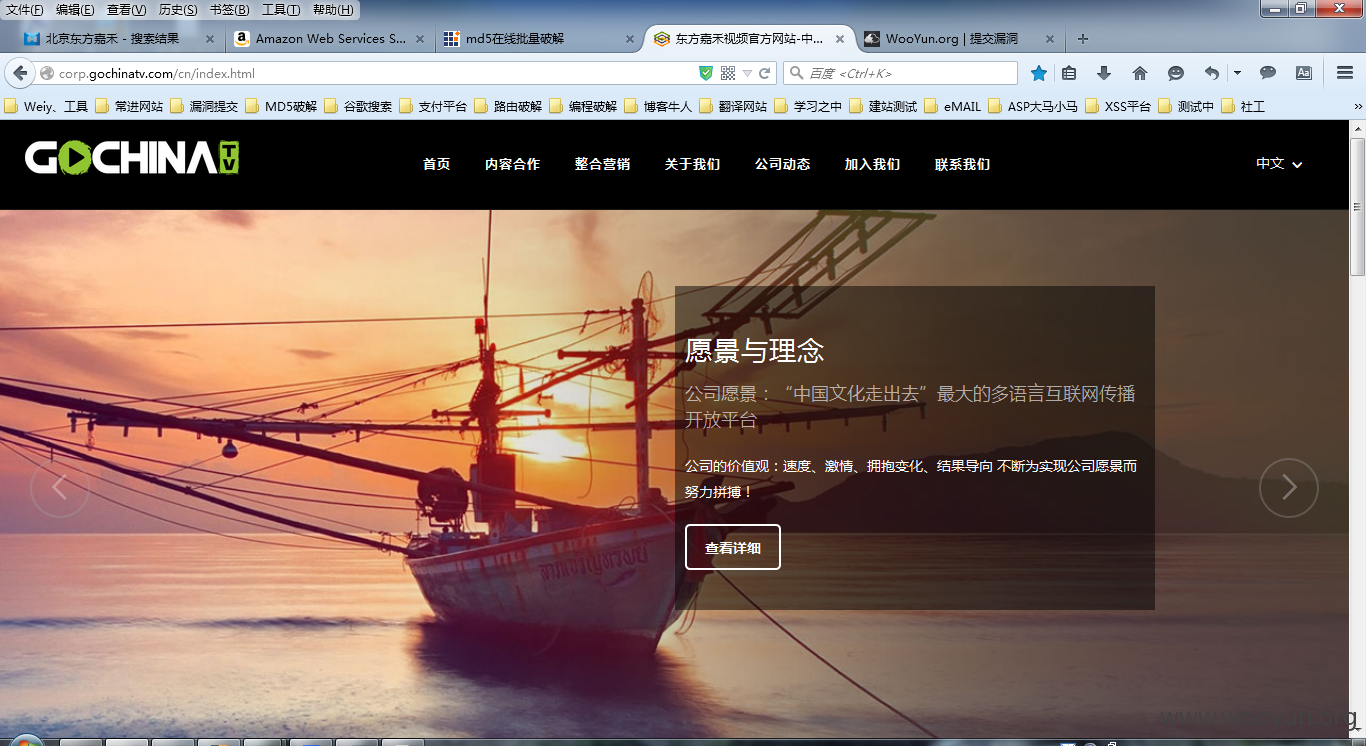 文件(F) 编辑(E) 查看(V) 历史(S) 书签(B) 工具(T) 帮助(H)
北京东方嘉禾 - 搜索结果
Amazon Web Services S...
md5在线批量破解
东方嘉禾视频官方网站-中...
WooYun.org | 提交漏洞
corp.gochinatv.com/cn/index.html
百度 <Ctrl+K>
Weiy、工具 常进网站 漏洞提交 MD5破解 谷歌搜索 支付平台 路由破解 编程破解 博客牛人 翻译网站 学习之中 建站测试 eMAIL ASP大马小马 XSS平台 测试中 社工
GOCHINA TV
首页 内容合作 整合营销 关于我们 公司动态 加入我们 联系我们 中文
愿景与理念
公司愿景：“中国文化走出去”最大的多语言互联网传播
开放平台
公司的价值观：速度、激情、拥抱变化、结果导向 不断为实现公司愿景而
努力拼搏！
查看详细